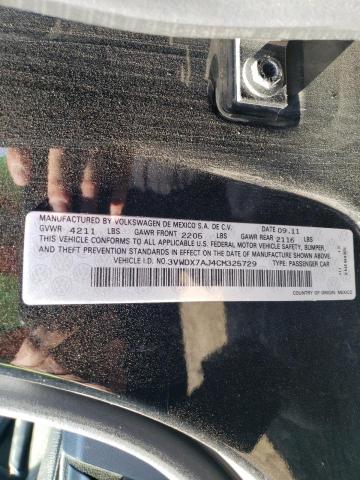 MANUFACTURED BY VOLKSWAGEN DE MEXICO S.A. DE C.V. DATE 09.11
GVWR 4211 LBS GAWR FRONT 2205 LBS GAWR REAR 2116 LBS
THIS VEHICLE CONFORMS TO ALL APPLICABLE U.S. FEDERAL MOTOR VEHICLE SAFETY, BUMPER,
AND THEFT PREVENTION STANDARDS IN EFFECT ON THE DATE OF MANUFACTURE SHOWN ABOVE.
VEHICLE I.D. NO. 3VWDX7AJ4CM325729 TYPE: PASSENGER CAR
COUNTRY OF ORIGIN: MEXICO